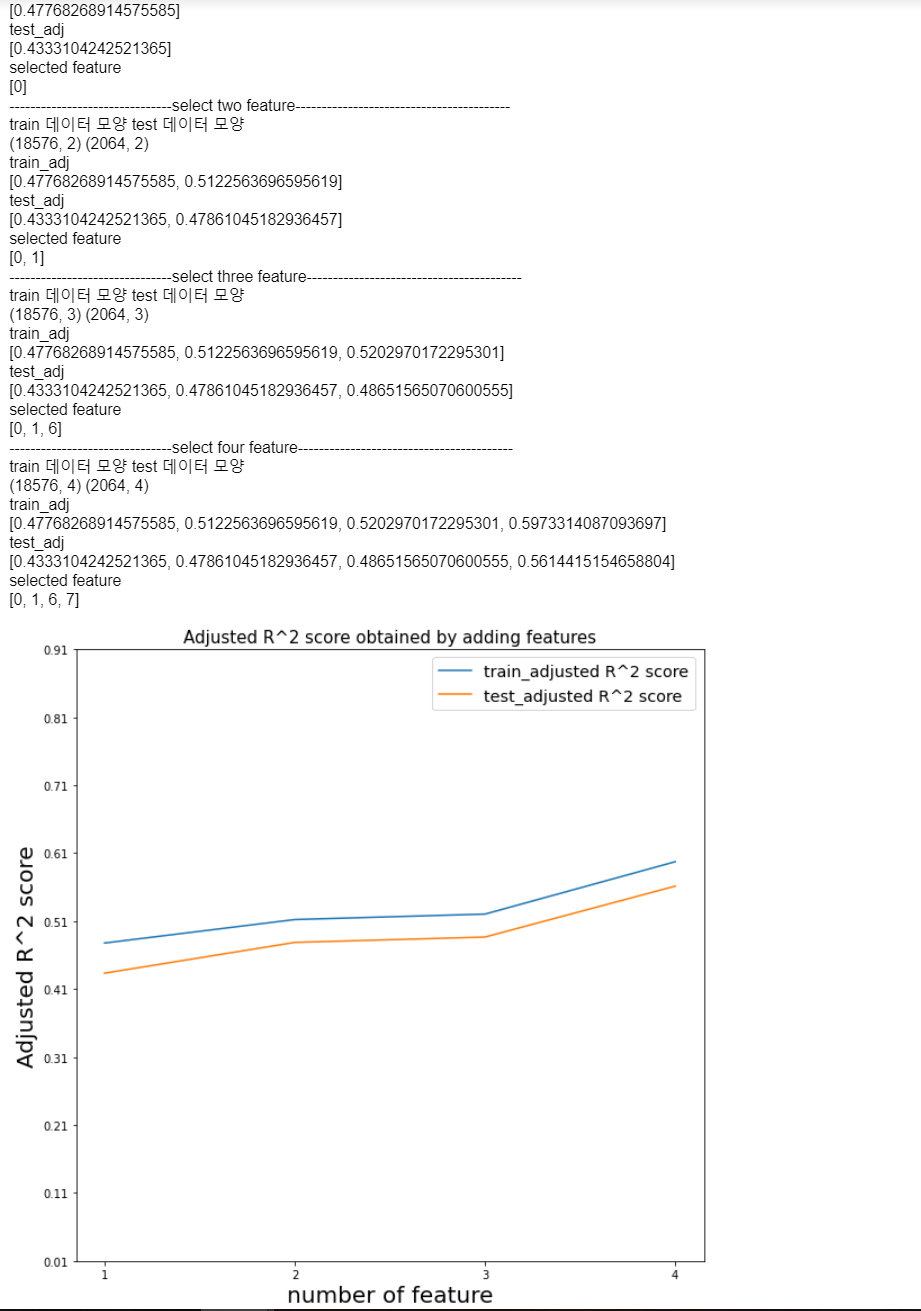 [0.47768268914575585]
test_adj
[0.4333104242521365]
selected feature
[0]
-------------------------------select two feature-----------------------------------------
train 데이터 모양 test 데이터 모양
(18576, 2) (2064, 2)
train_adj
[0.47768268914575585, 0.5122563696595619]
test_adj
[0.4333104242521365, 0.47861045182936457]
selected feature
[0, 1]
-------------------------------select three feature-----------------------------------------
train 데이터 모양 test 데이터 모양
(18576, 3) (2064, 3)
train_adj
[0.47768268914575585, 0.5122563696595619, 0.5202970172295301]
test_adj
[0.4333104242521365, 0.47861045182936457, 0.48651565070600555]
selected feature
[0, 1, 6]
-------------------------------select four feature-----------------------------------------
train 데이터 모양 test 데이터 모양
(18576, 4) (2064, 4)
train_adj
[0.47768268914575585, 0.5122563696595619, 0.5202970172295301, 0.5973314087093697]
test_adj
[0.4333104242521365, 0.47861045182936457, 0.48651565070600555, 0.5614415154658804]
selected feature
[0, 1, 6, 7]
Adjusted R^2 score obtained by adding features
train_adjusted R^2 score
test_adjusted R^2 score
Adjusted R^2 score
0.91
0.81
0.71
0.61
0.51
0.41
0.31
0.21
0.11
0.01
1 2 3 4
number of feature